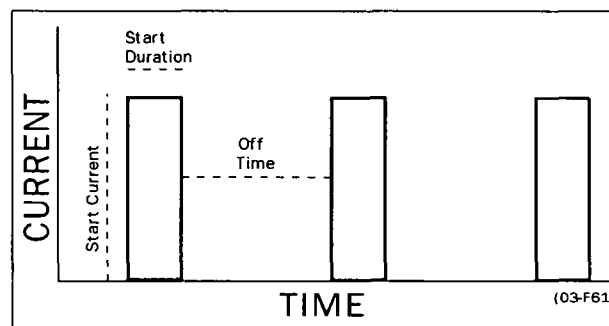 Start
Duration
CURRENT
Start Current
Off
Time
TIME
(03-F61